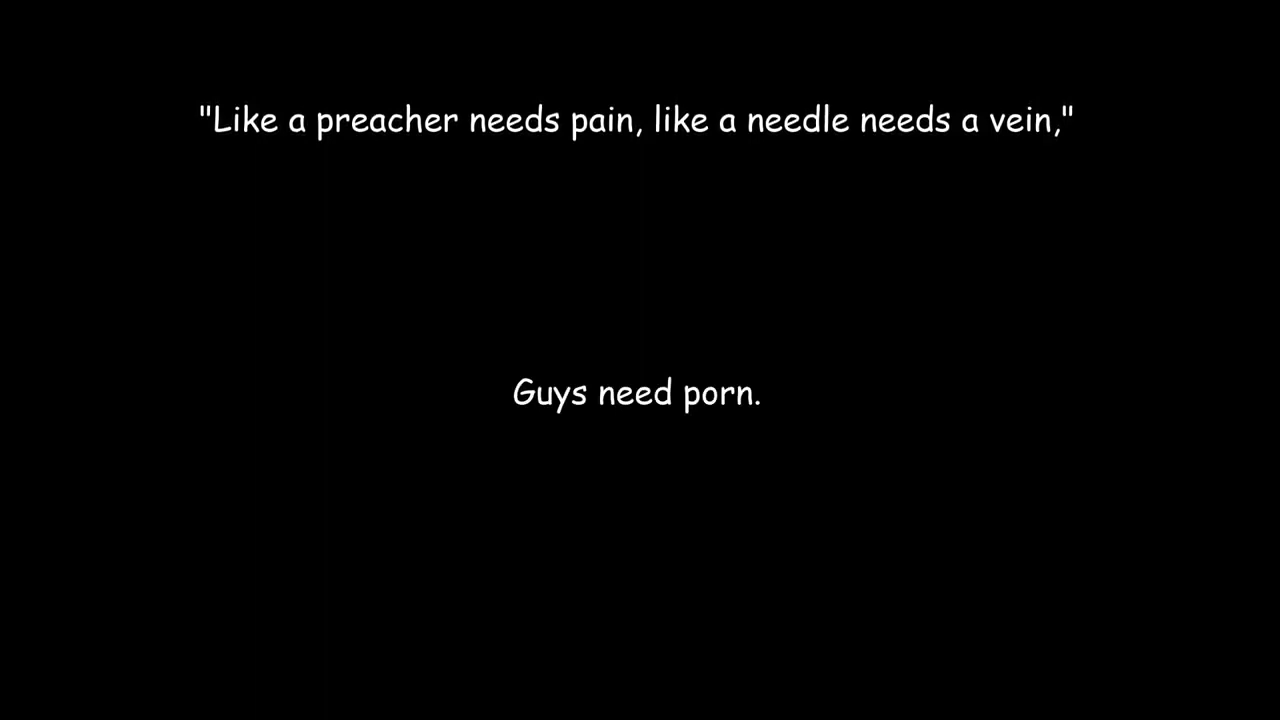 "Like a preacher needs pain, like a needle needs a vein,"
Guys need porn.